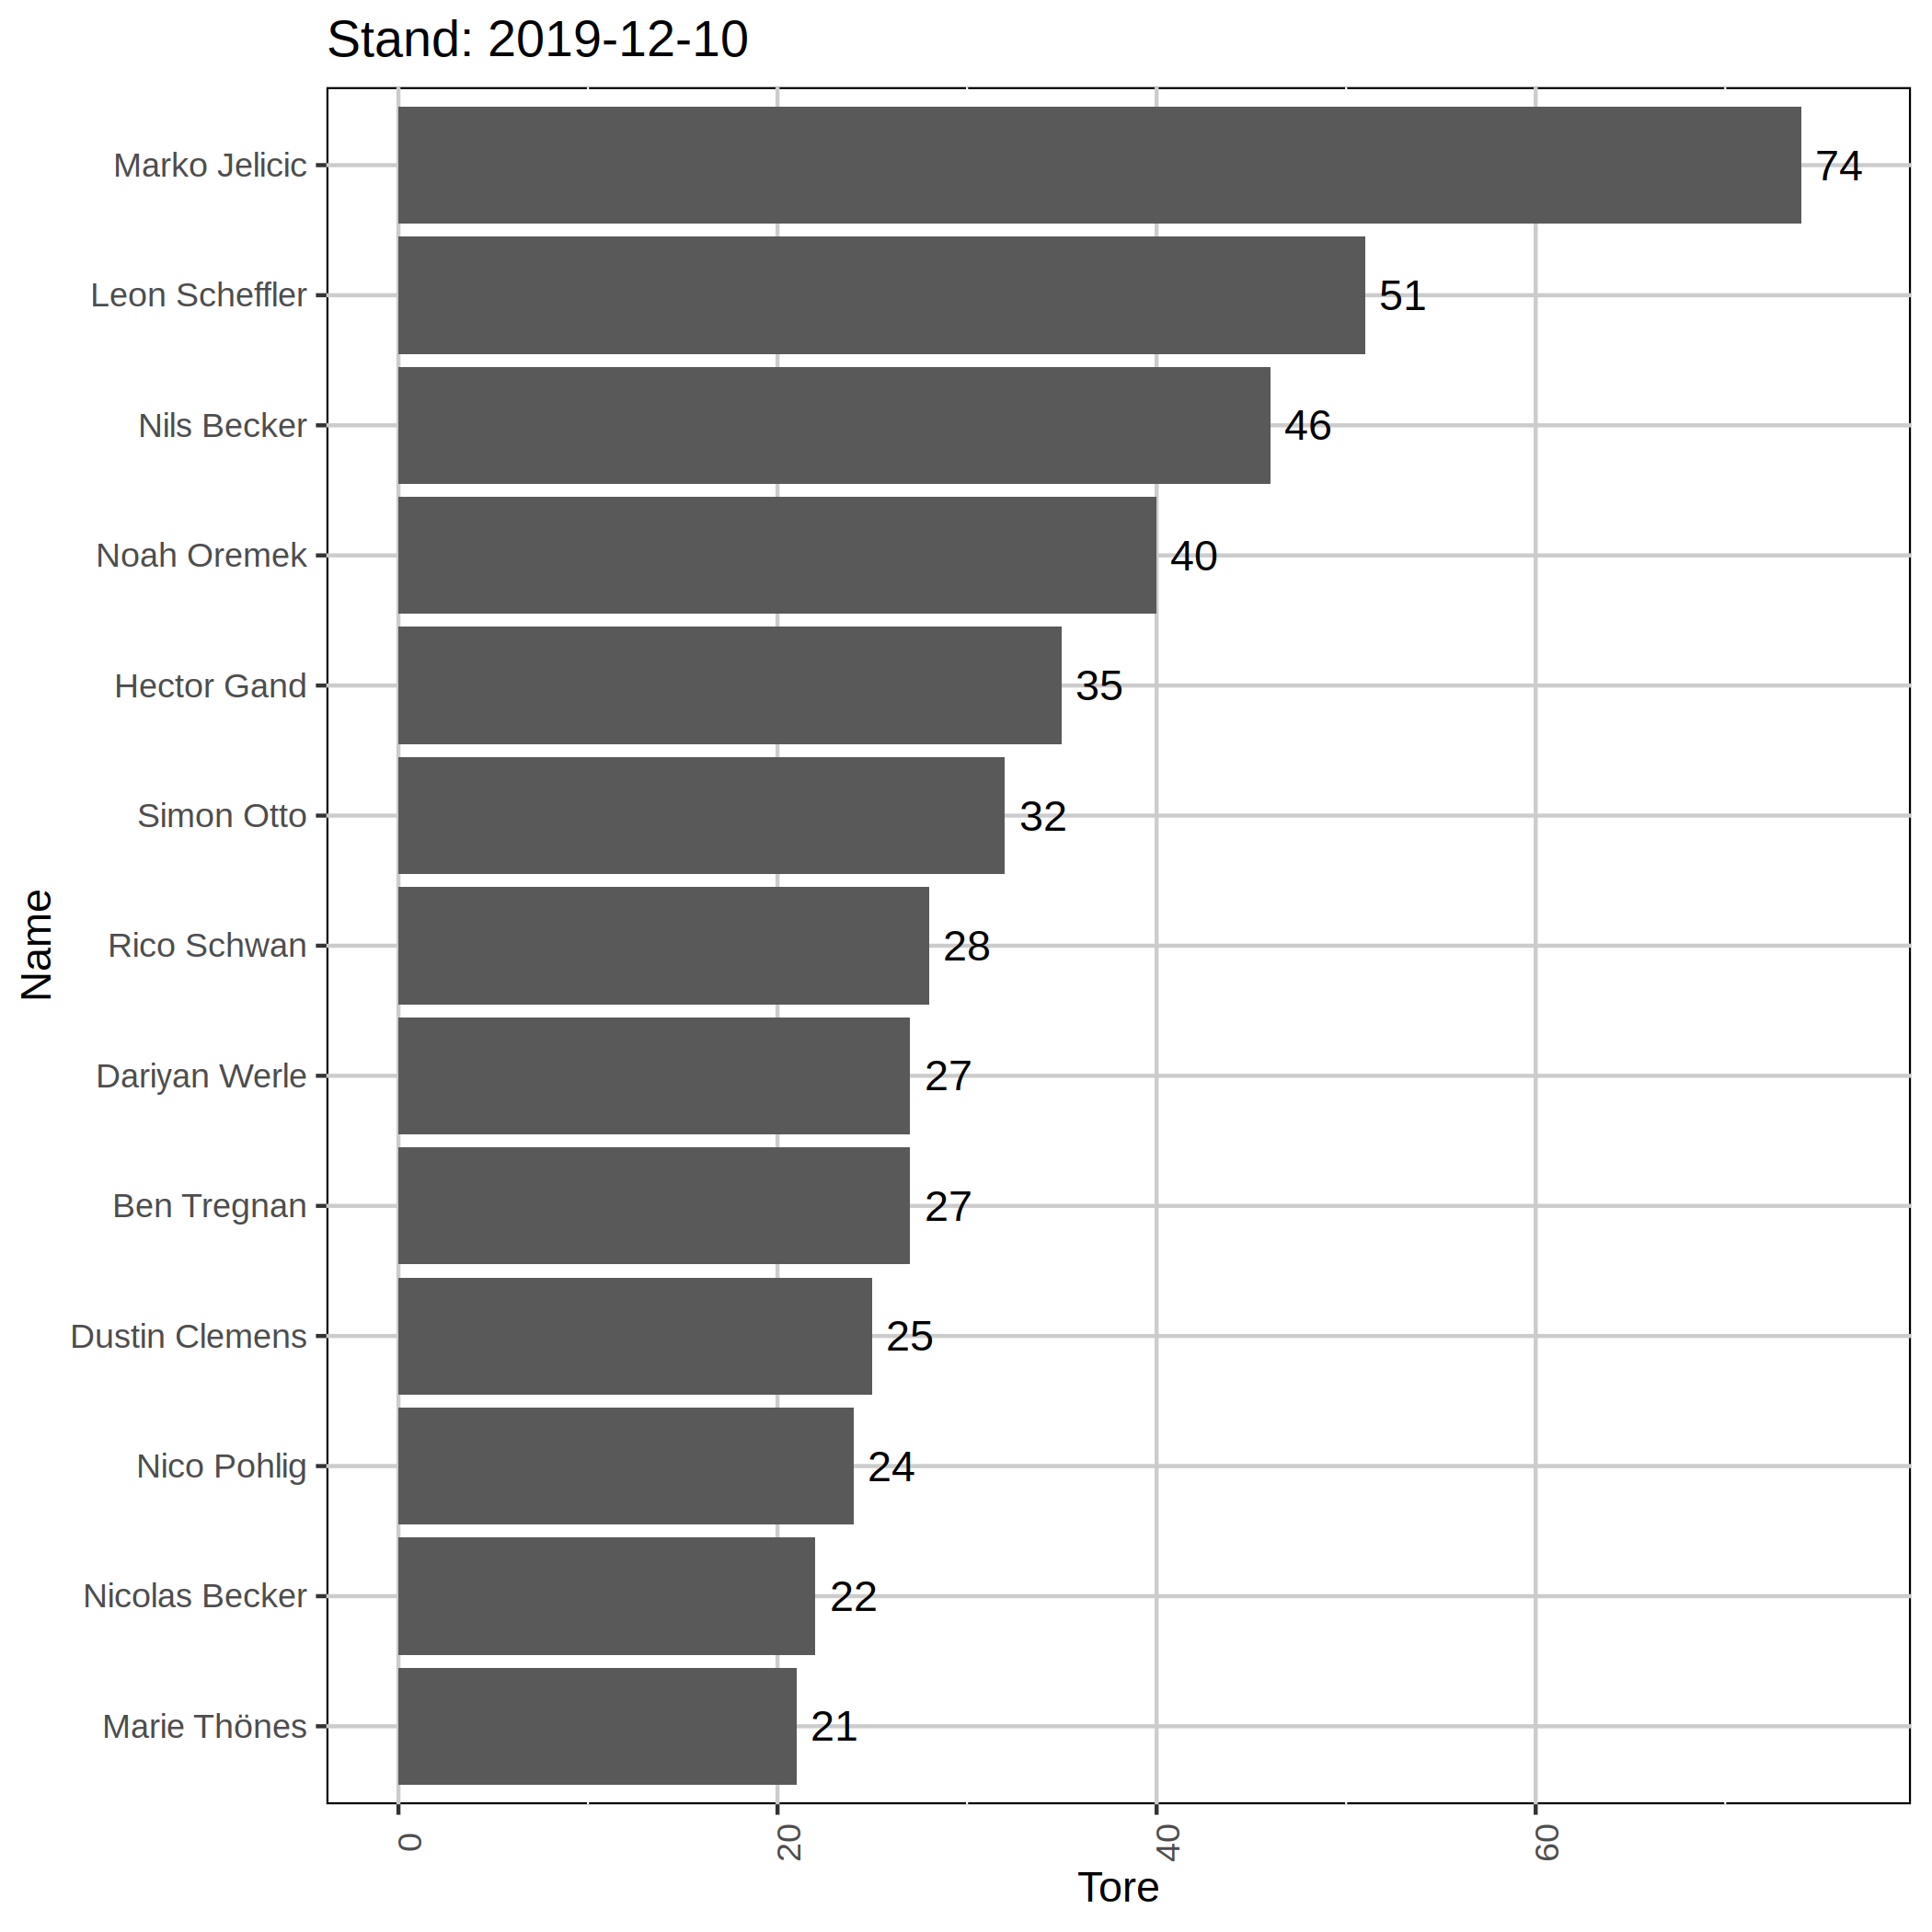 Stand: 2019-12-10
Marko Jelicic 74
Leon Scheffler 51
Nils Becker 46
Noah Oremek 40
Hector Gand 35
Simon Otto 32
Rico Schwan 28
Dariyan Werle 27
Ben Tregnan 27
Dustin Clemens 25
Nico Pohlig 24
Nicolas Becker 22
Marie Thönes 21
Name
0 20 40 60
Tore